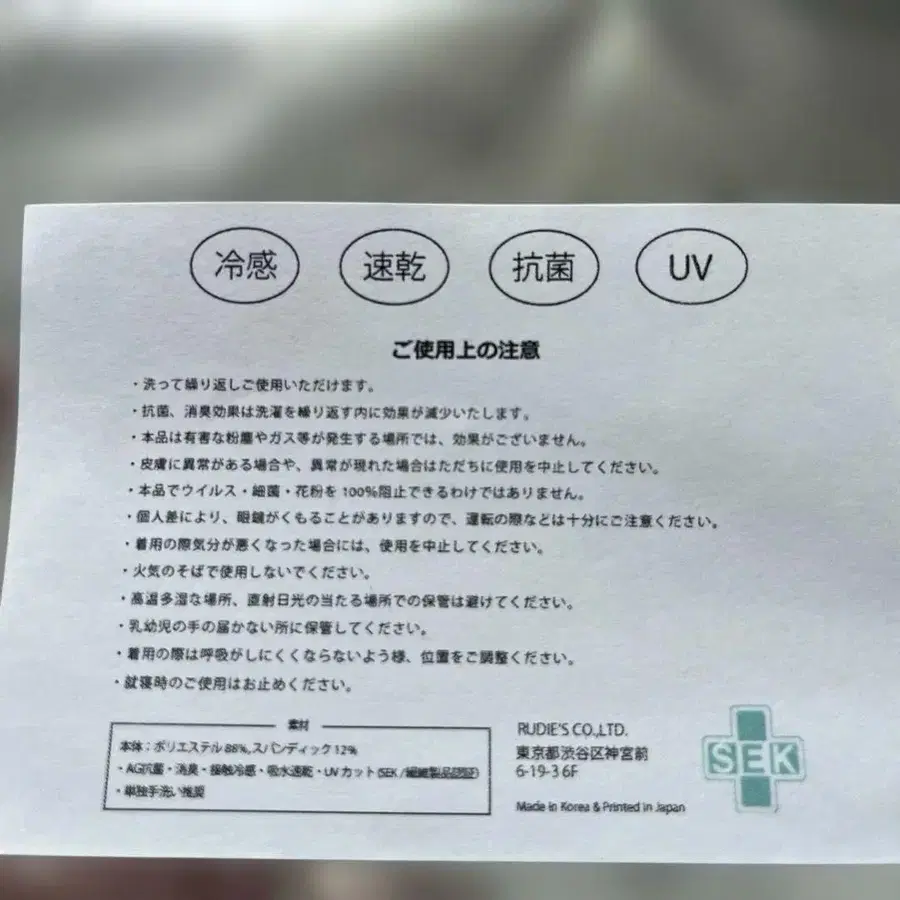 冷感 速乾 抗菌 UV
ご使用上の注意
・洗って繰り返しご使用いただけます。
・抗菌、消臭効果は洗濯を繰り返す内に効果が減少いたします。
・本品は有害な粉塵やガス等が発生する場所では、効果がございません。
・皮膚に異常がある場合や、異常が現れた場合はただちに使用を中止してください。
・本品でウイルス・細菌・花粉を100%阻止できるわけではありません。
・個人差により、眼鏡がくもることがありますので、運転の際などは十分にご注意ください。
・着用の際気分が悪くなった場合には、使用を中止してください。
・火気のそばで使用しないでください。
・高温多湿な場所、直射日光の当たる場所での保管は避けてください。
・乳幼児の手の届かない所に保管してください。
・着用の際は呼吸がしにくくならないよう様、位置をご調整ください。
・就寝時のご使用はお止めください。
素材
本体：ポリエステル88%,スパンディック12%
・AG抗菌・消臭・接触冷感・吸水速乾・UVカット(SEK/繊維製品認証)
・単独手洗い推奨
RUDIE'S CO.,LTD.
東京都渋谷区神宮前
6-19-3 6F
Made in Korea & Printed in Japan
SEK